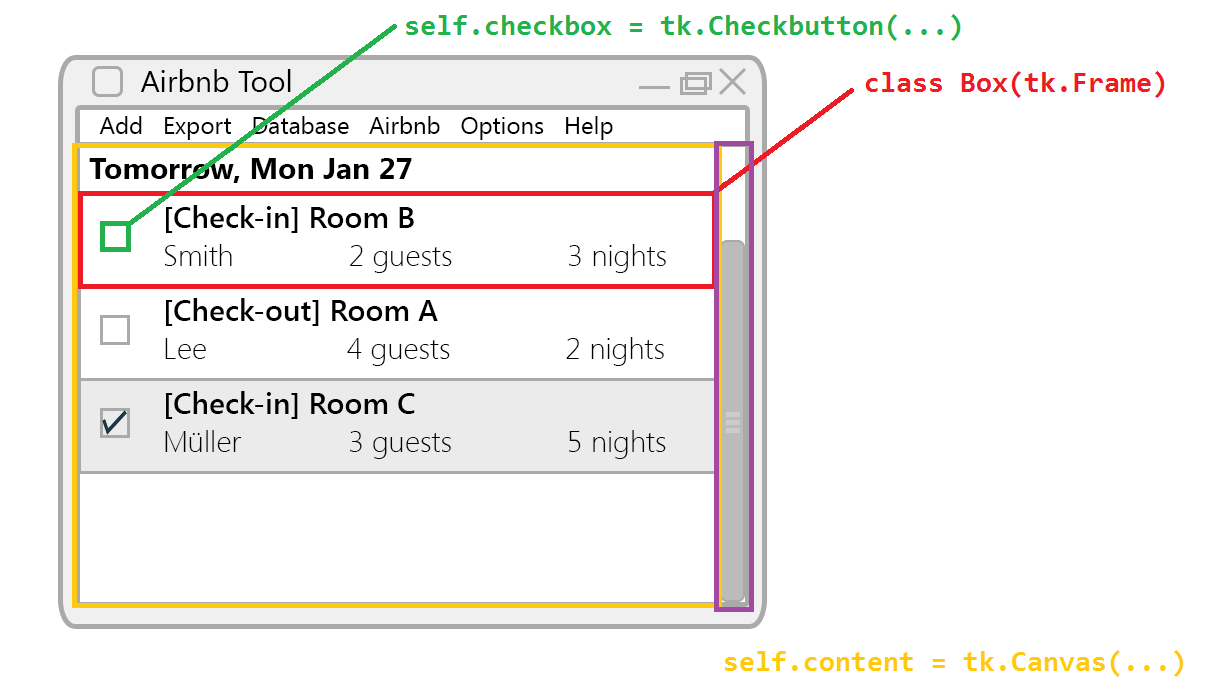 self.checkbox = tk.Checkbutton(...)
Airbnb Tool
class Box(tk.Frame)
Add Export Database Airbnb Options Help
Tomorrow, Mon Jan 27
[Check-in] Room B
Smith 2 guests 3 nights
[Check-out] Room A
Lee 4 guests 2 nights
[Check-in] Room C
Müller 3 guests 5 nights
self.content = tk.Canvas(...)